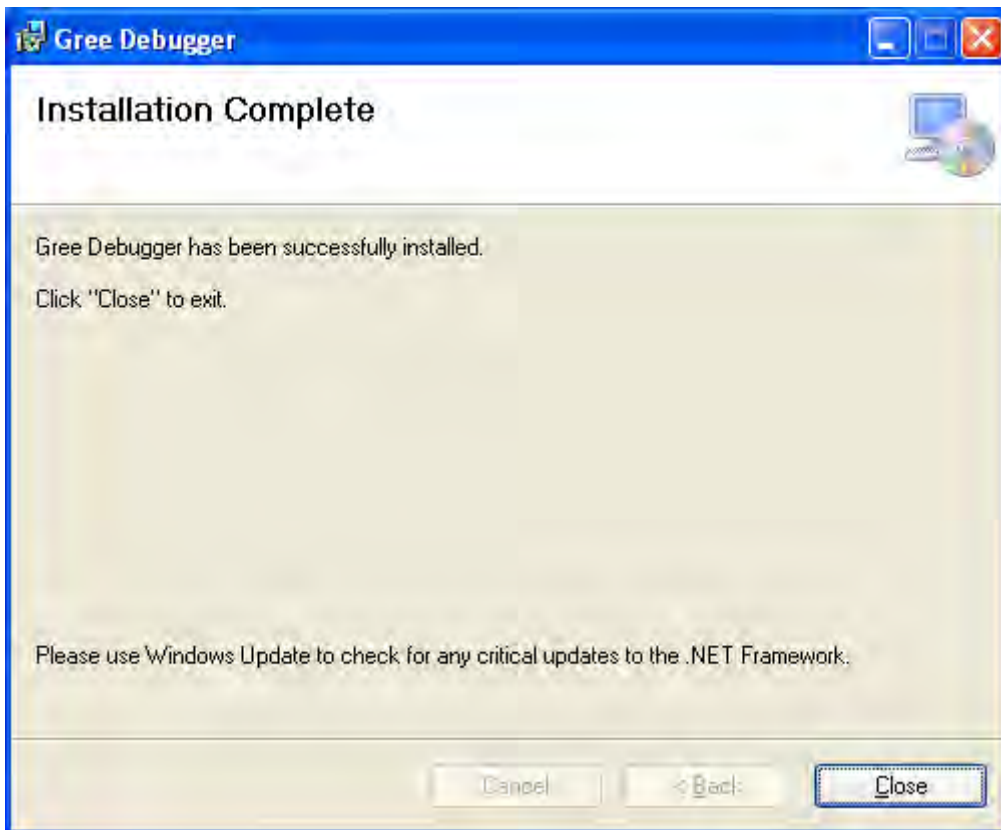 Gree Debugger
Installation Complete
Gree Debugger has been successfully installed.
Click "Close" to exit.
Please use Windows Update to check for any critical updates to the .NET Framework.
Cancel < Back Close